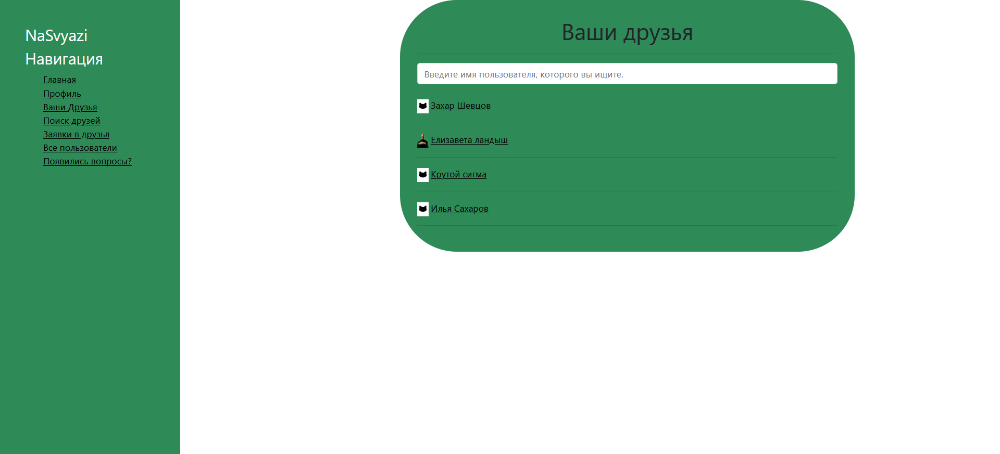 NaSvyazi
Навигация
Главная
Профиль
Ваши Друзья
Поиск друзей
Заявки в друзья
Все пользователи
Появились вопросы?
Ваши друзья
Введите имя пользователя, которого вы ищите.
Захар Шевцов
Елизавета ландыш
Крутой сигма
Илья Сахаров